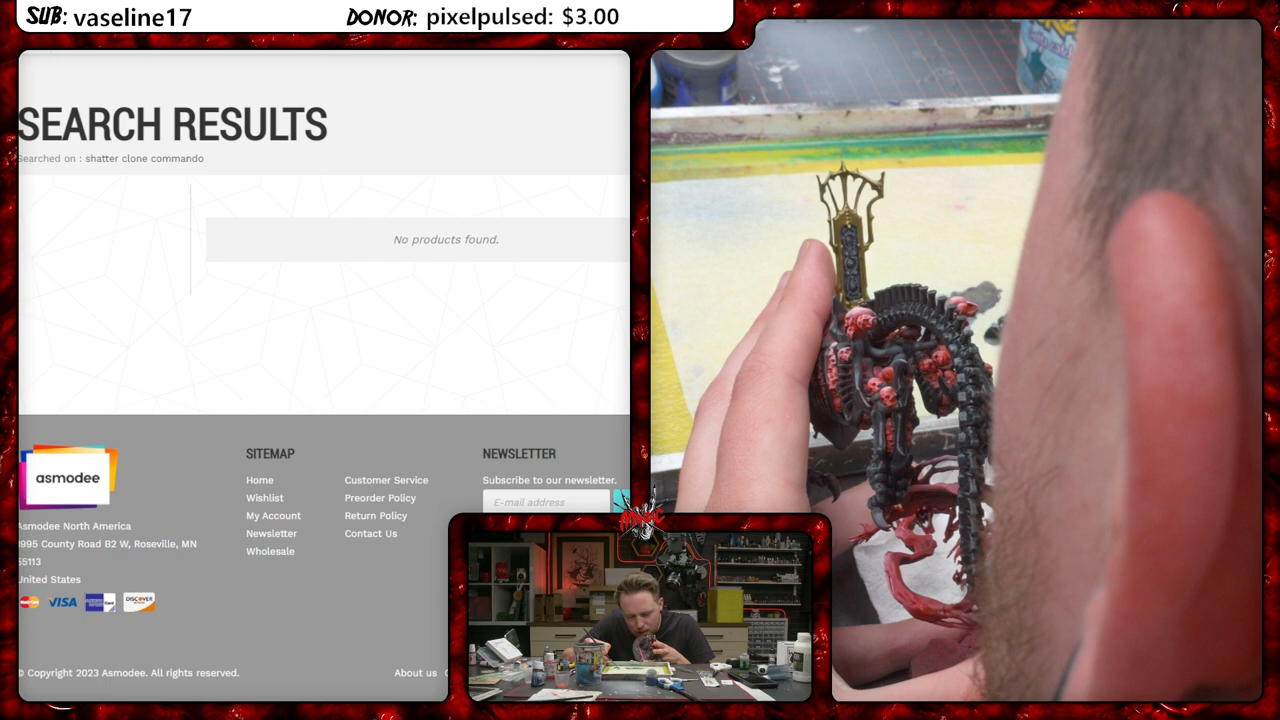 SUB: vaseline17
DONOR: pixelpulsed: $3.00
SEARCH RESULTS
Searched on : shatter clone commando
No products found.
asmodee
Asmodee North America
1995 County Road B2 W, Roseville, MN
55113
United States
VISA
DISCOVER
SITEMAP
Home
Wishlist
My Account
Newsletter
Wholesale
Customer Service
Preorder Policy
Return Policy
Contact Us
NEWSLETTER
Subscribe to our newsletter.
E-mail address
© Copyright 2023 Asmodee. All rights reserved.
About us